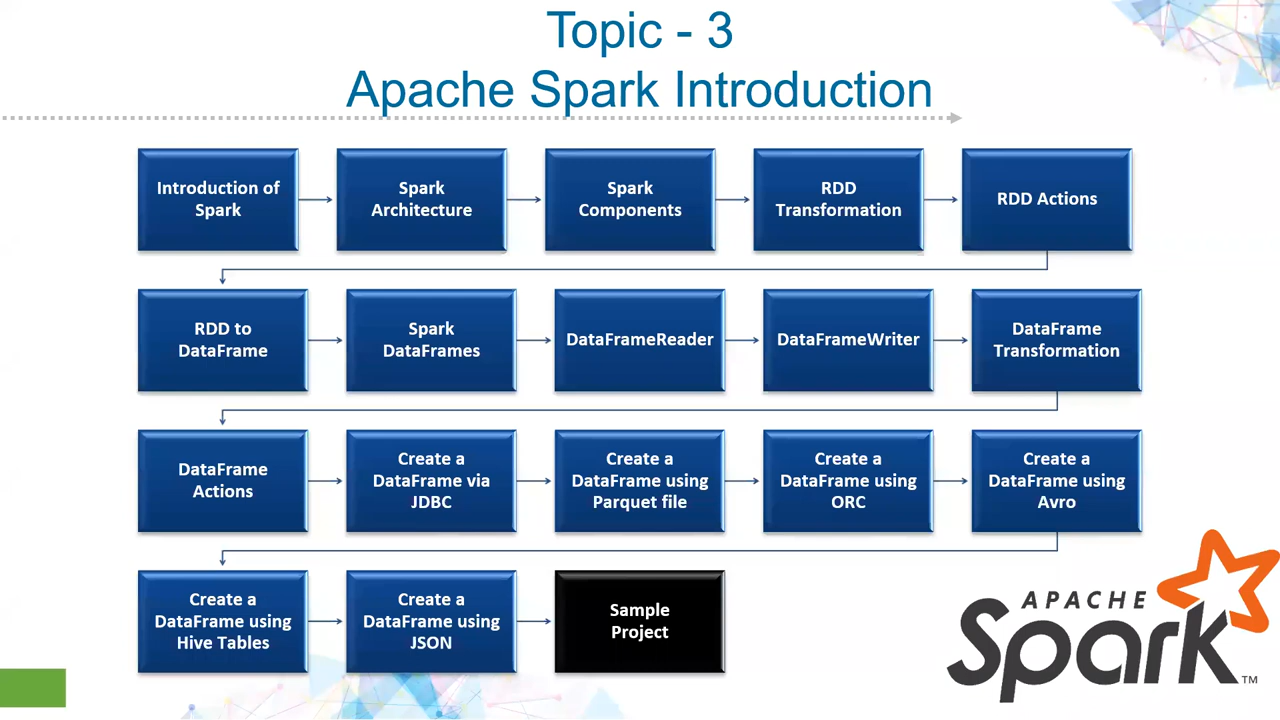 Topic - 3
Apache Spark Introduction
Introduction of
Spark
Spark
Architecture
Spark
Components
RDD
Transformation
RDD Actions
RDD to
DataFrame
Spark
DataFrames
DataFrameReader
DataFrameWriter
DataFrame
Transformation
DataFrame
Actions
Create a
DataFrame via
JDBC
Create a
DataFrame using
Parquet file
Create a
DataFrame using
ORC
Create a
DataFrame using
Avro
Create a
DataFrame using
Hive Tables
Create a
DataFrame using
JSON
Sample
Project
APACHE
Spark™